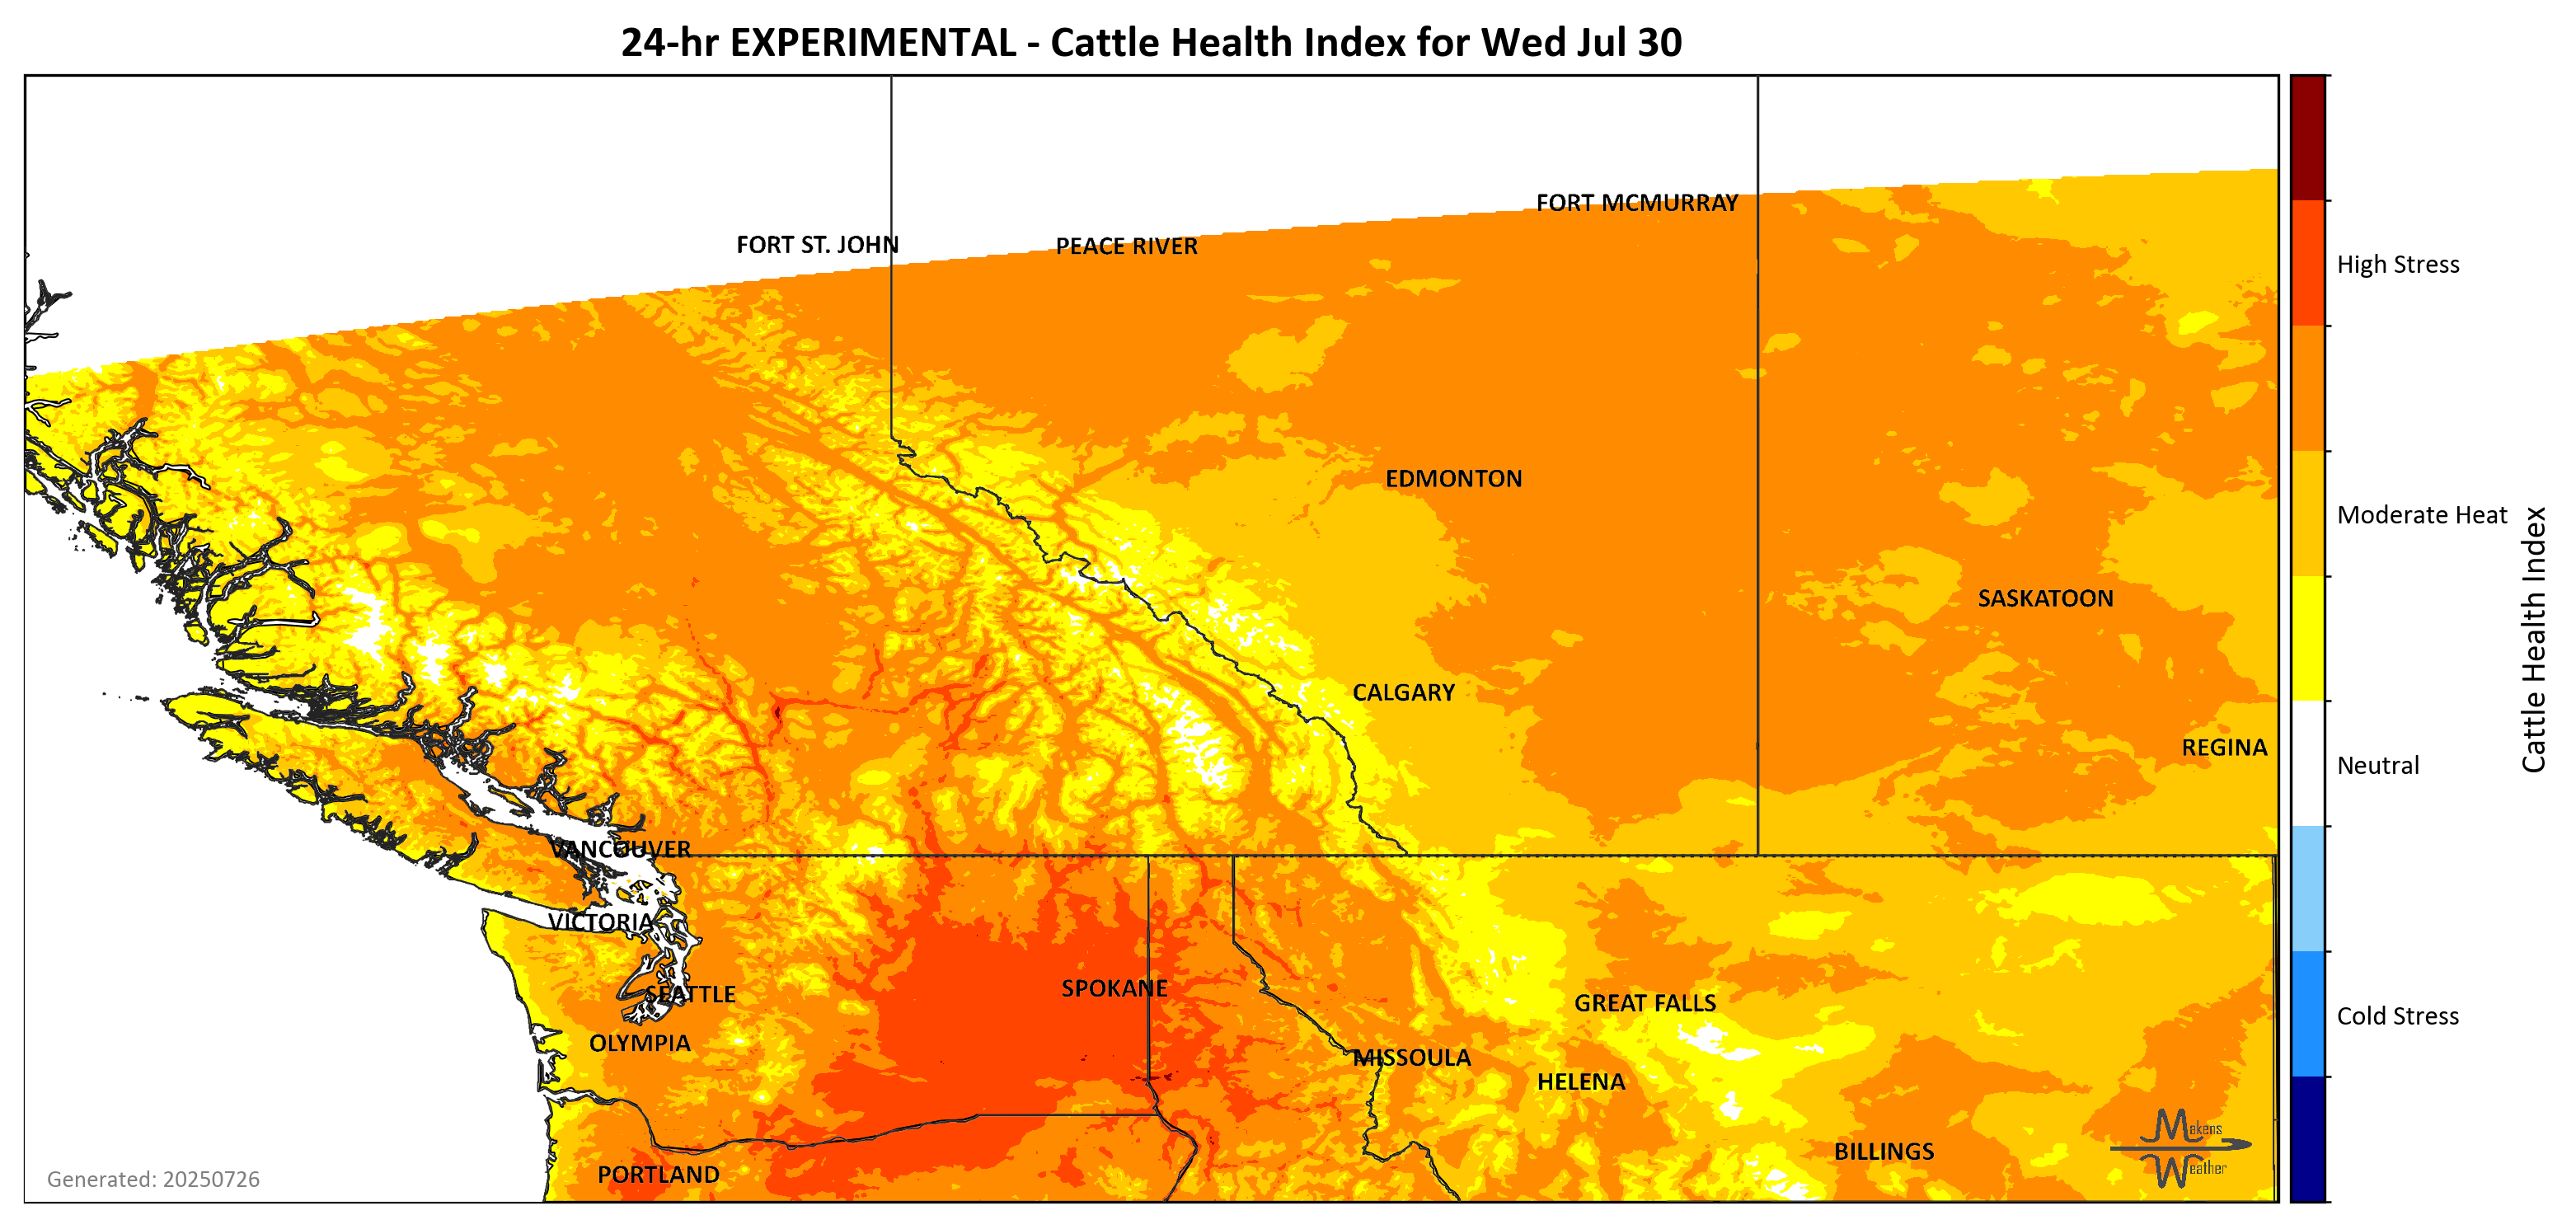 24-hr EXPERIMENTAL - Cattle Health Index for Wed Jul 30
FORT MCMURRAY
FORT ST. JOHN
PEACE RIVER
High Stress
EDMONTON
Moderate Heat
SASKATOON
CALGARY
REGINA
Cattle Health Index
Neutral
VANCOUVER
VICTORIA
SPOKANE
SEATTLE
GREAT FALLS
Cold Stress
OLYMPIA
MISSOULA
HELENA
Makens
Weather
BILLINGS
PORTLAND
Generated: 20250726